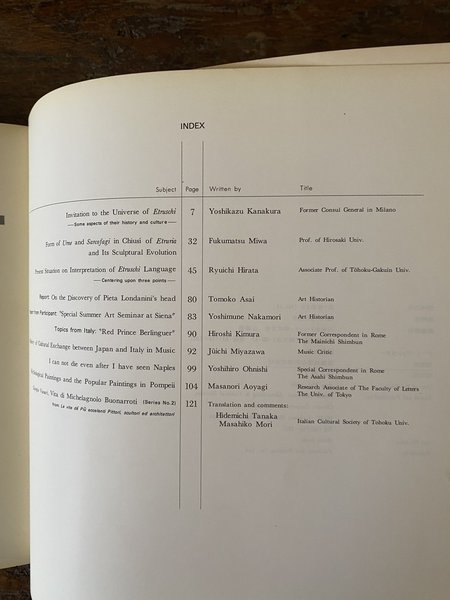 INDEX
Subject Page Written by Title
Invitation to the Universe of Etruschi 7 Yoshikazu Kanakura Former Consul General in Milano
—Some aspects of their history and culture—
Form of Urna and Sarcofagi in Chiusi of Etruria 32 Fukumatsu Miwa Prof. of Hirosaki Univ.
and Its Sculptural Evolution
Present Situation on Interpretation of Etruschi Language 45 Ryuichi Hirata Associate Prof. of Tôhoku-Gakuin Univ.
—Centering upon three points—
Report: On the Discovery of Pieta Londanini's head 80 Tomoko Asai Art Historian
from Participant: "Special Summer Art Seminar at Siena" 83 Yoshimune Nakamori Art Historian
Topics from Italy: "Red Prince Berlinguer" 90 Hiroshi Kimura Former Correspondent in Rome
The Mainichi Shimbun
of Cultural Exchange between Japan and Italy in Music 92 Jûichi Miyazawa Music Critic
I can not die even after I have seen Naples 99 Yoshihiro Ohnishi Special Correspondent in Rome
The Asahi Shimbun
Paintings and the Popular Paintings in Pompeii 104 Masanori Aoyagi Research Associate of The Faculty of Letters
The Univ. of Tokyo
Vasari, Vita di Michelagnolo Buonarroti (Series No.2) 121 Translation and comments:
from Le vite de' Più eccelenti Pittori, scultori ed architettori
Hidemichi Tanaka
Masahiko Mori Italian Cultural Society of Tohoku Univ.